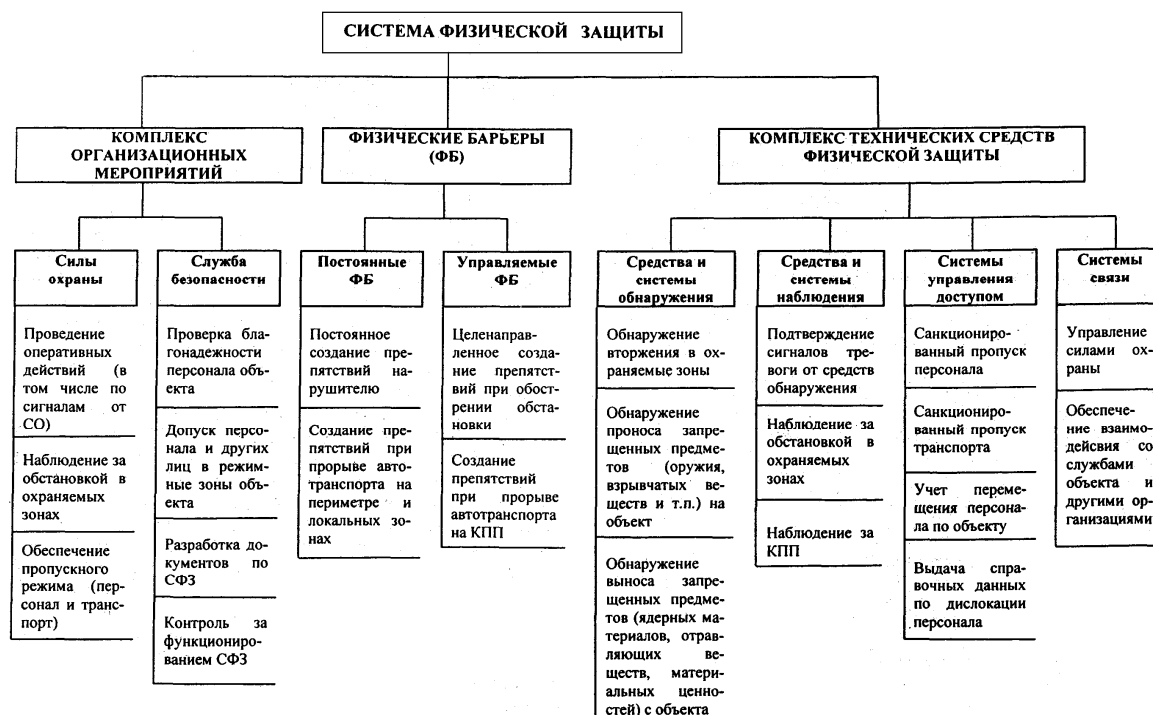 СИСТЕМА ФИЗИЧЕСКОЙ ЗАЩИТЫ
КОМПЛЕКС
ОРГАНИЗАЦИОННЫХ
МЕРОПРИЯТИЙ
ФИЗИЧЕСКИЕ БАРЬЕРЫ
(ФБ)
КОМПЛЕКС ТЕХНИЧЕСКИХ СРЕДСТВ
ФИЗИЧЕСКОЙ ЗАЩИТЫ
Силы
охраны
Проведение
оперативных
действий (в
том числе по
сигналам от
СО)
Наблюдение за
обстановкой в
охраняемых
зонах
Обеспечение
пропускного
режима (пер-
сонал и транс-
порт)
Служба
безопасности
Проверка бла-
гонадежности
персонала объекта
Допуск персо-
нала и других
лиц в режим-
ные зоны объ-
екта
Разработка до-
кументов по
СФЗ
Контроль за
функциониро-
ванием СФЗ
Постоянные
ФБ
Постоянное
создание пре-
пятствий на-
рушителю
Создание пре-
пятствий при
прорыве авто-
транспорта на
периметре и
локальных зо-
нах
Управляемые
ФБ
Целенаправ-
ленное созда-
ние препятст-
вий при обост-
рении обста-
новки
Создание
препятствий
при прорыве
автотранспорта
на КПП
Средства и
системы
обнаружения
Обнаружение
вторжения в ох-
раняемые зоны
Обнаружение
проноса запре-
щенных предме-
тов (оружия,
взрывчатых ве-
ществ и т.п.) на
объект
Обнаружение
выноса запре-
щенных предме-
тов (ядерных ма-
териалов, отрав-
ляющих ве-
ществ, матери-
альных ценно-
стей) с объекта
Средства и
системы
наблюдения
Подтверждение
сигналов тре-
воги от средств
обнаружения
Наблюдение за
обстановкой в
охраняемых
зонах
Наблюдение за
КПП
Системы
управления
доступом
Санкциониро-
ванный пропуск
персонала
Санкциониро-
ванный пропуск
транспорта
Учет переме-
щения персона-
ла по объекту
Выдача спра-
вочных данных
по дислокации
персонала
Системы
связи
Управление
силами ох-
раны
Обеспече-
ние взаимо-
дейсвия со
службами
объекта и
другими ор-
ганизациями